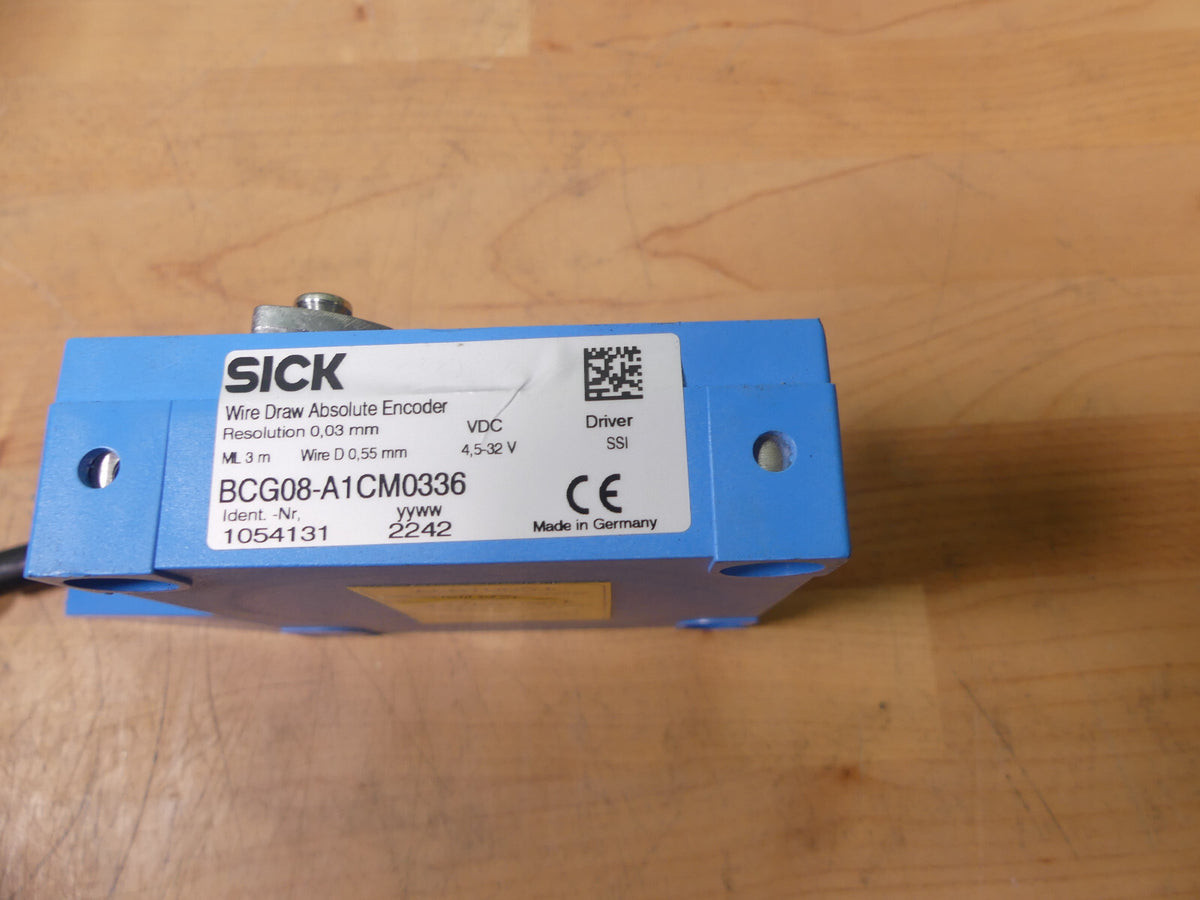 SICK
Wire Draw Absolute Encoder
Resolution 0,03 mm
VDC
Driver
ML 3 m Wire D 0,55 mm
4,5-32 V
SSI
BCG08-A1CM0336
Ident. -Nr,
yyww
1054131
2242
CE
Made in Germany